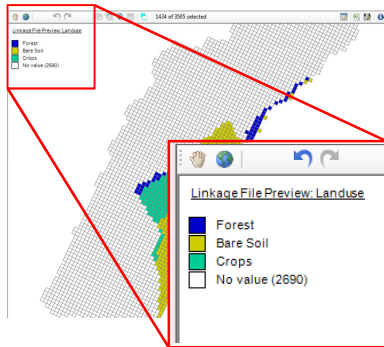 1434 of 3505 selected
Linkage File Preview: Landuse
Forest
Bare Soil
Crops
No value (2690)
Linkage File Preview: Landuse
Forest
Bare Soil
Crops
No value (2690)